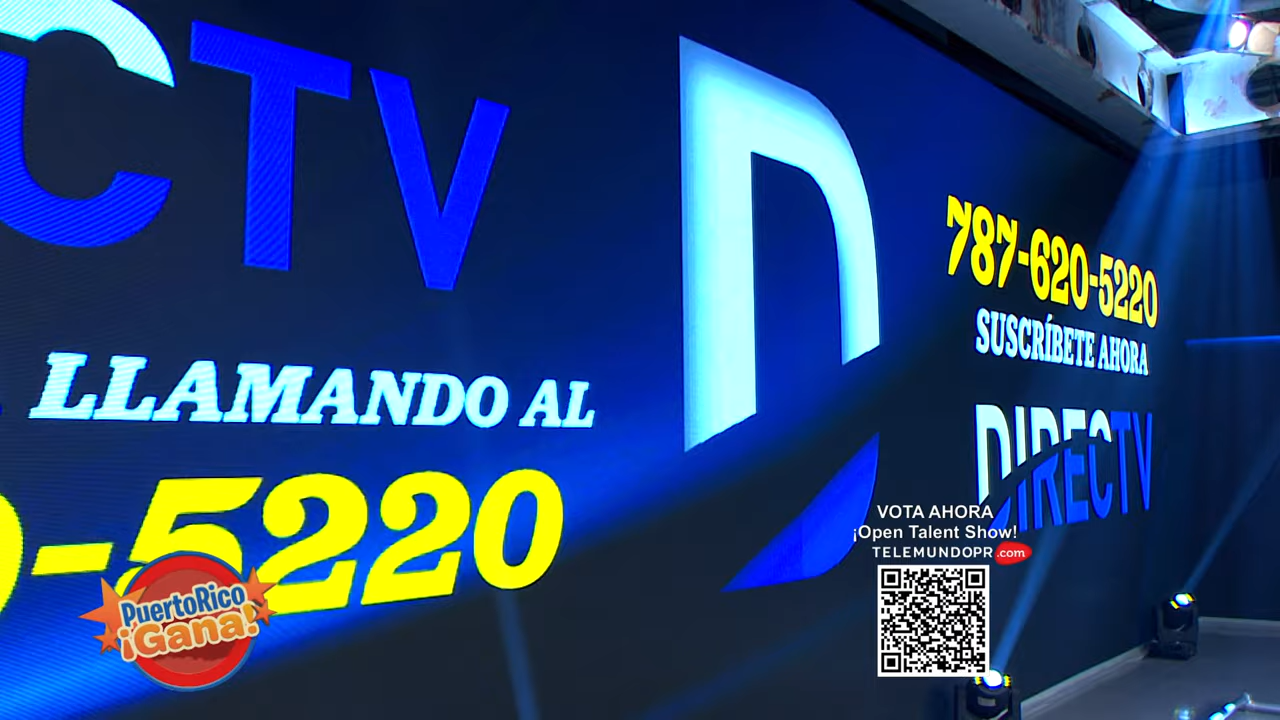 CTV
LLAMANDO AL
-5220
D
787-620-5220
SUSCRÍBETE AHORA
DIRECTV
VOTA AHORA
¡Open Talent Show!
TELEMUNDOPR.com
PuertoRico
¡Gana!